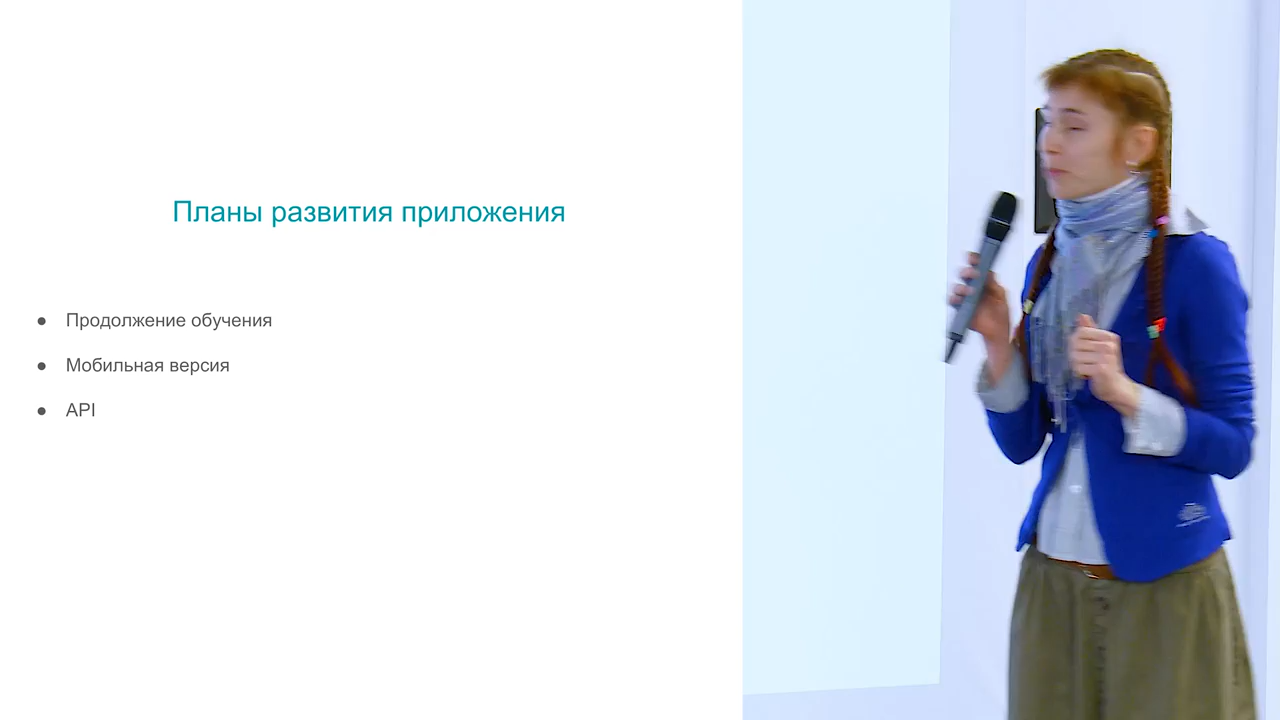 Планы развития приложения
● Продолжение обучения
● Мобильная версия
● API